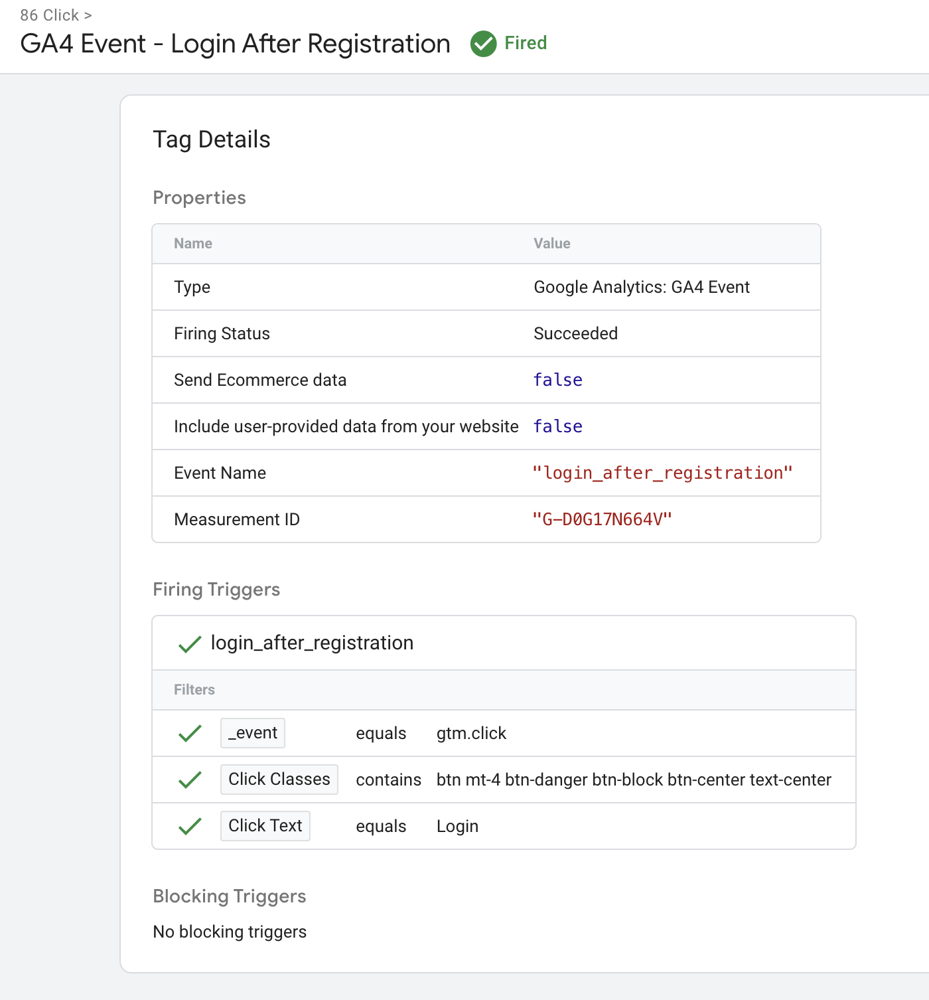 86 Click >
GA4 Event - Login After Registration Fired
Tag Details
Properties
Name Value
Type Google Analytics: GA4 Event
Firing Status Succeeded
Send Ecommerce data false
Include user-provided data from your website false
Event Name "login_after_registration"
Measurement ID "G-D0G17N664V"
Firing Triggers
login_after_registration
Filters
_event equals gtm.click
Click Classes contains btn mt-4 btn-danger btn-block btn-center text-center
Click Text equals Login
Blocking Triggers
No blocking triggers